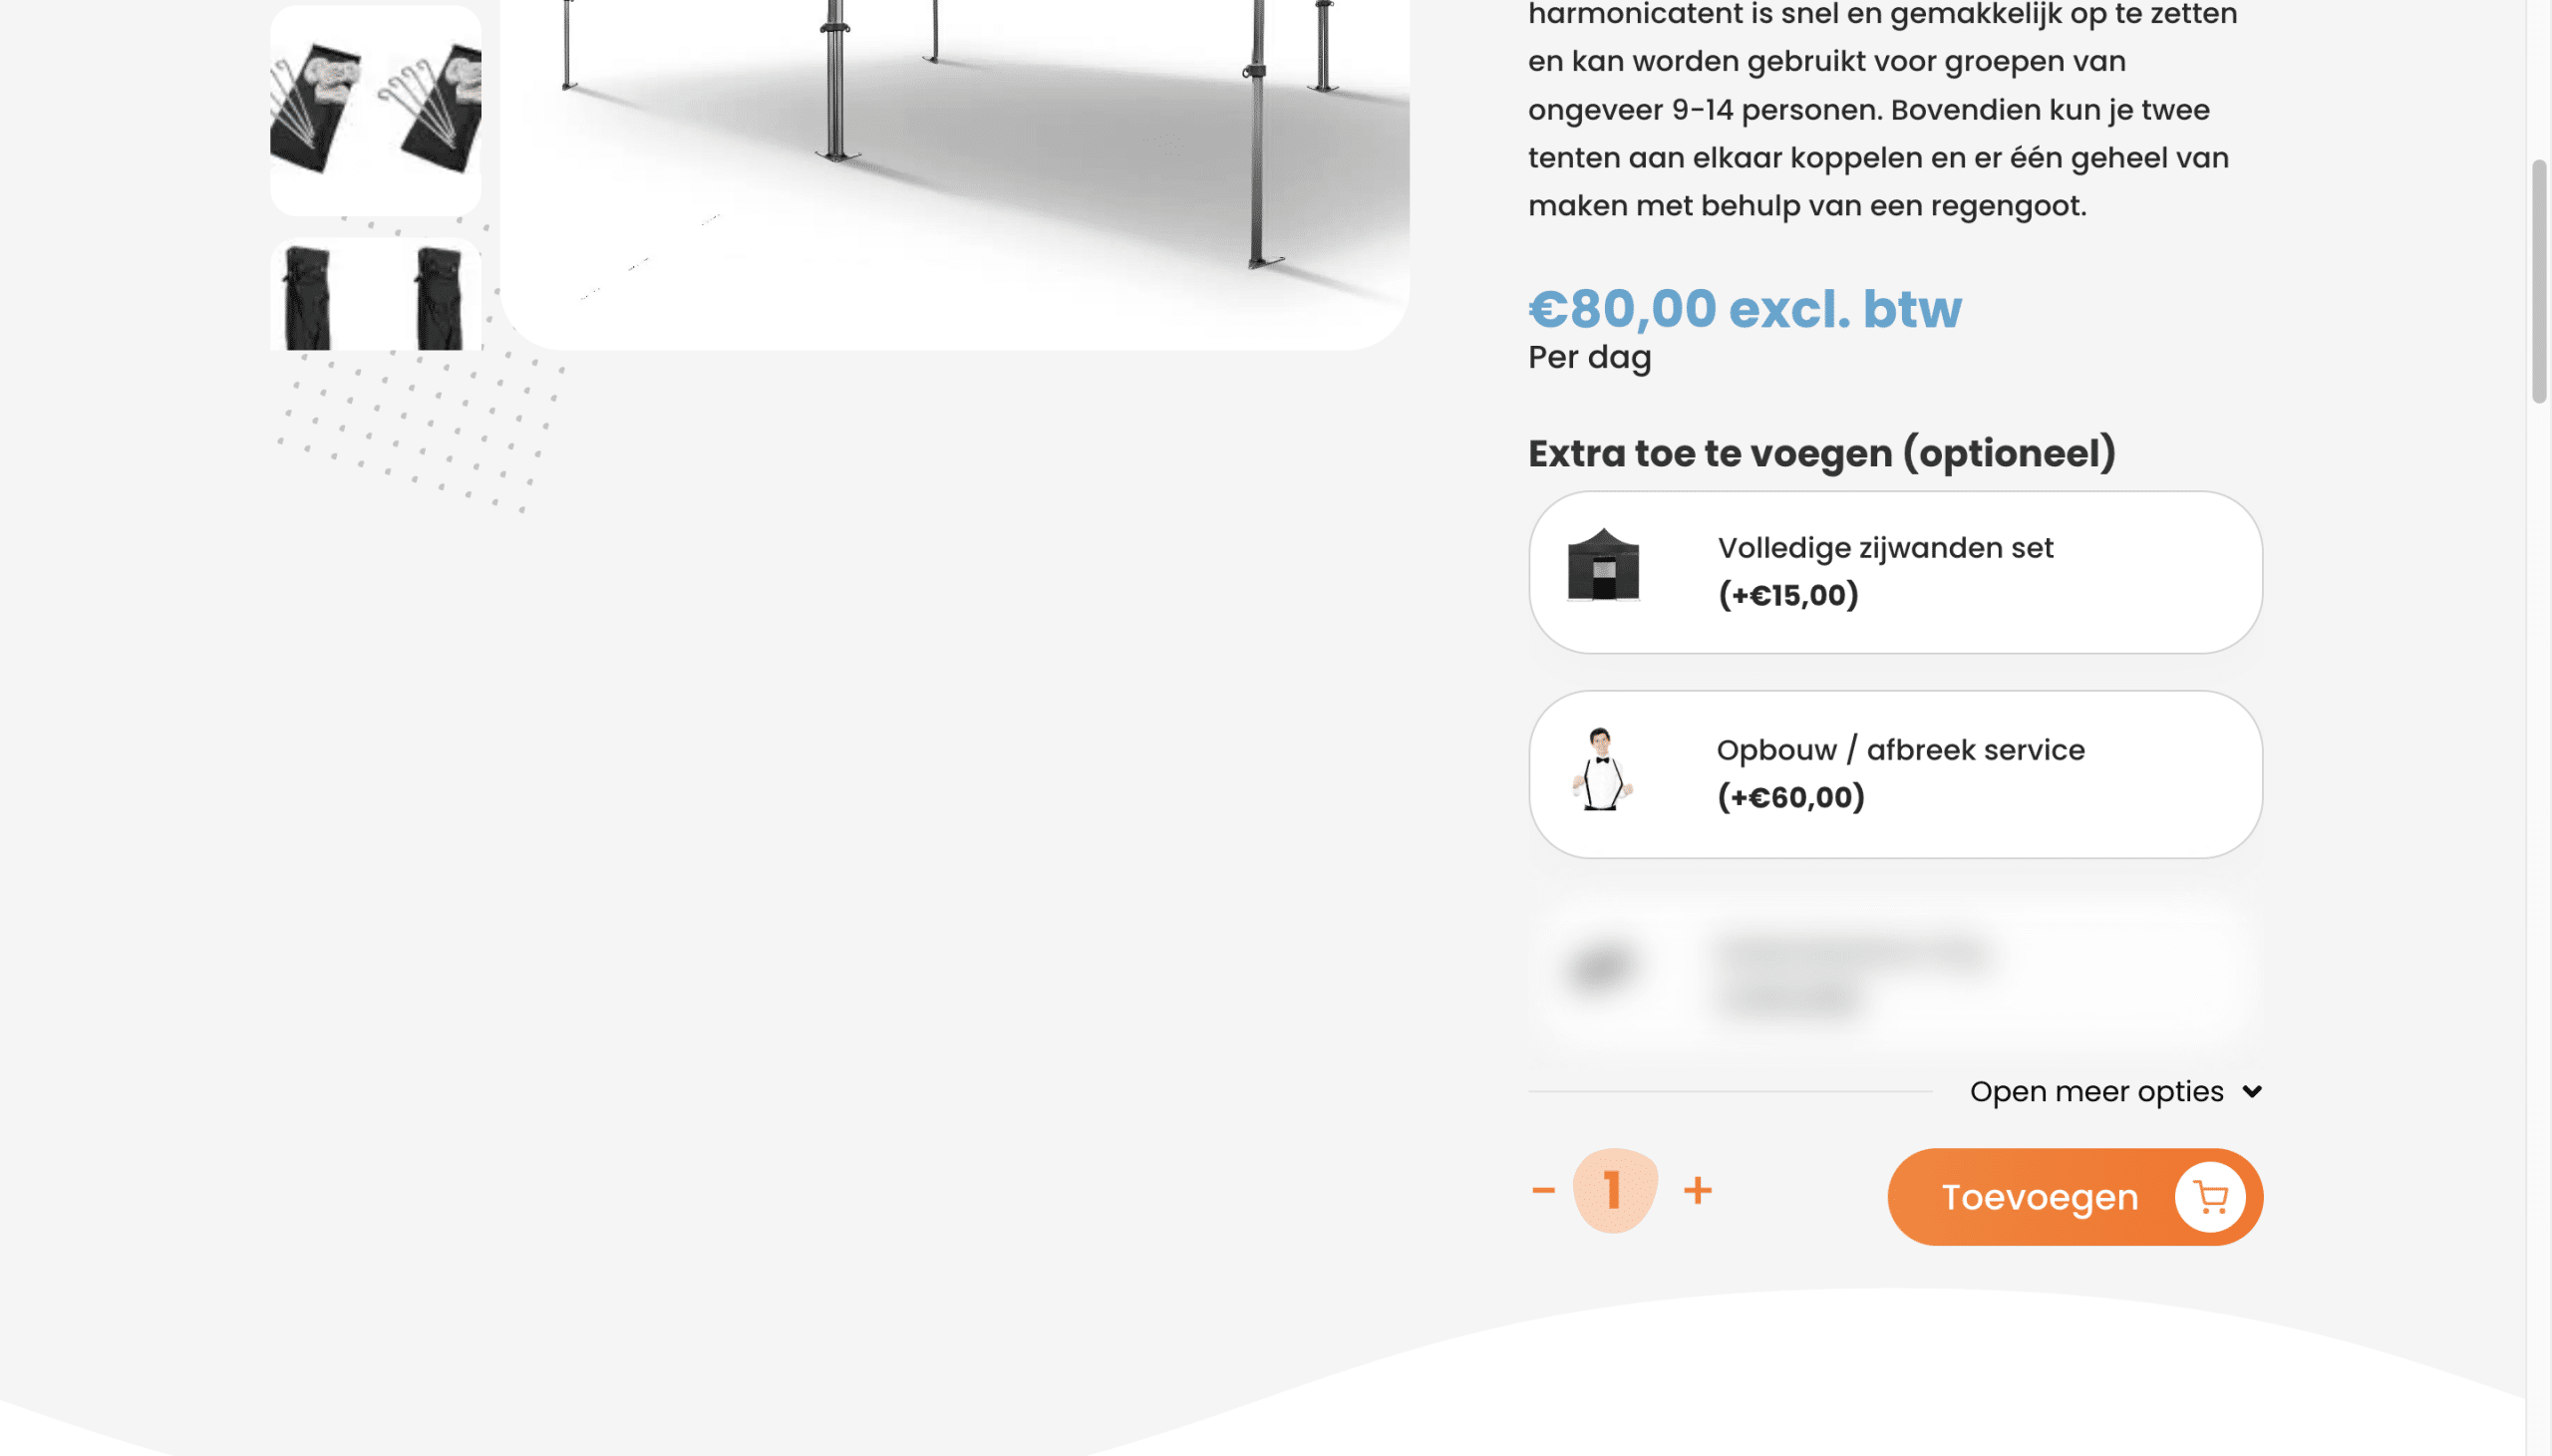 harmonicatent is snel en gemakkelijk op te zetten
en kan worden gebruikt voor groepen van
ongeveer 9-14 personen. Bovendien kun je twee
tenten aan elkaar koppelen en er één geheel van
maken met behulp van een regengoot.
€80,00 excl. btw
Per dag
Extra toe te voegen (optioneel)
Volledige zijwanden set
(+€15,00)
Opbouw / afbreek service
(+€60,00)
Open meer opties
- 1 +
Toevoegen